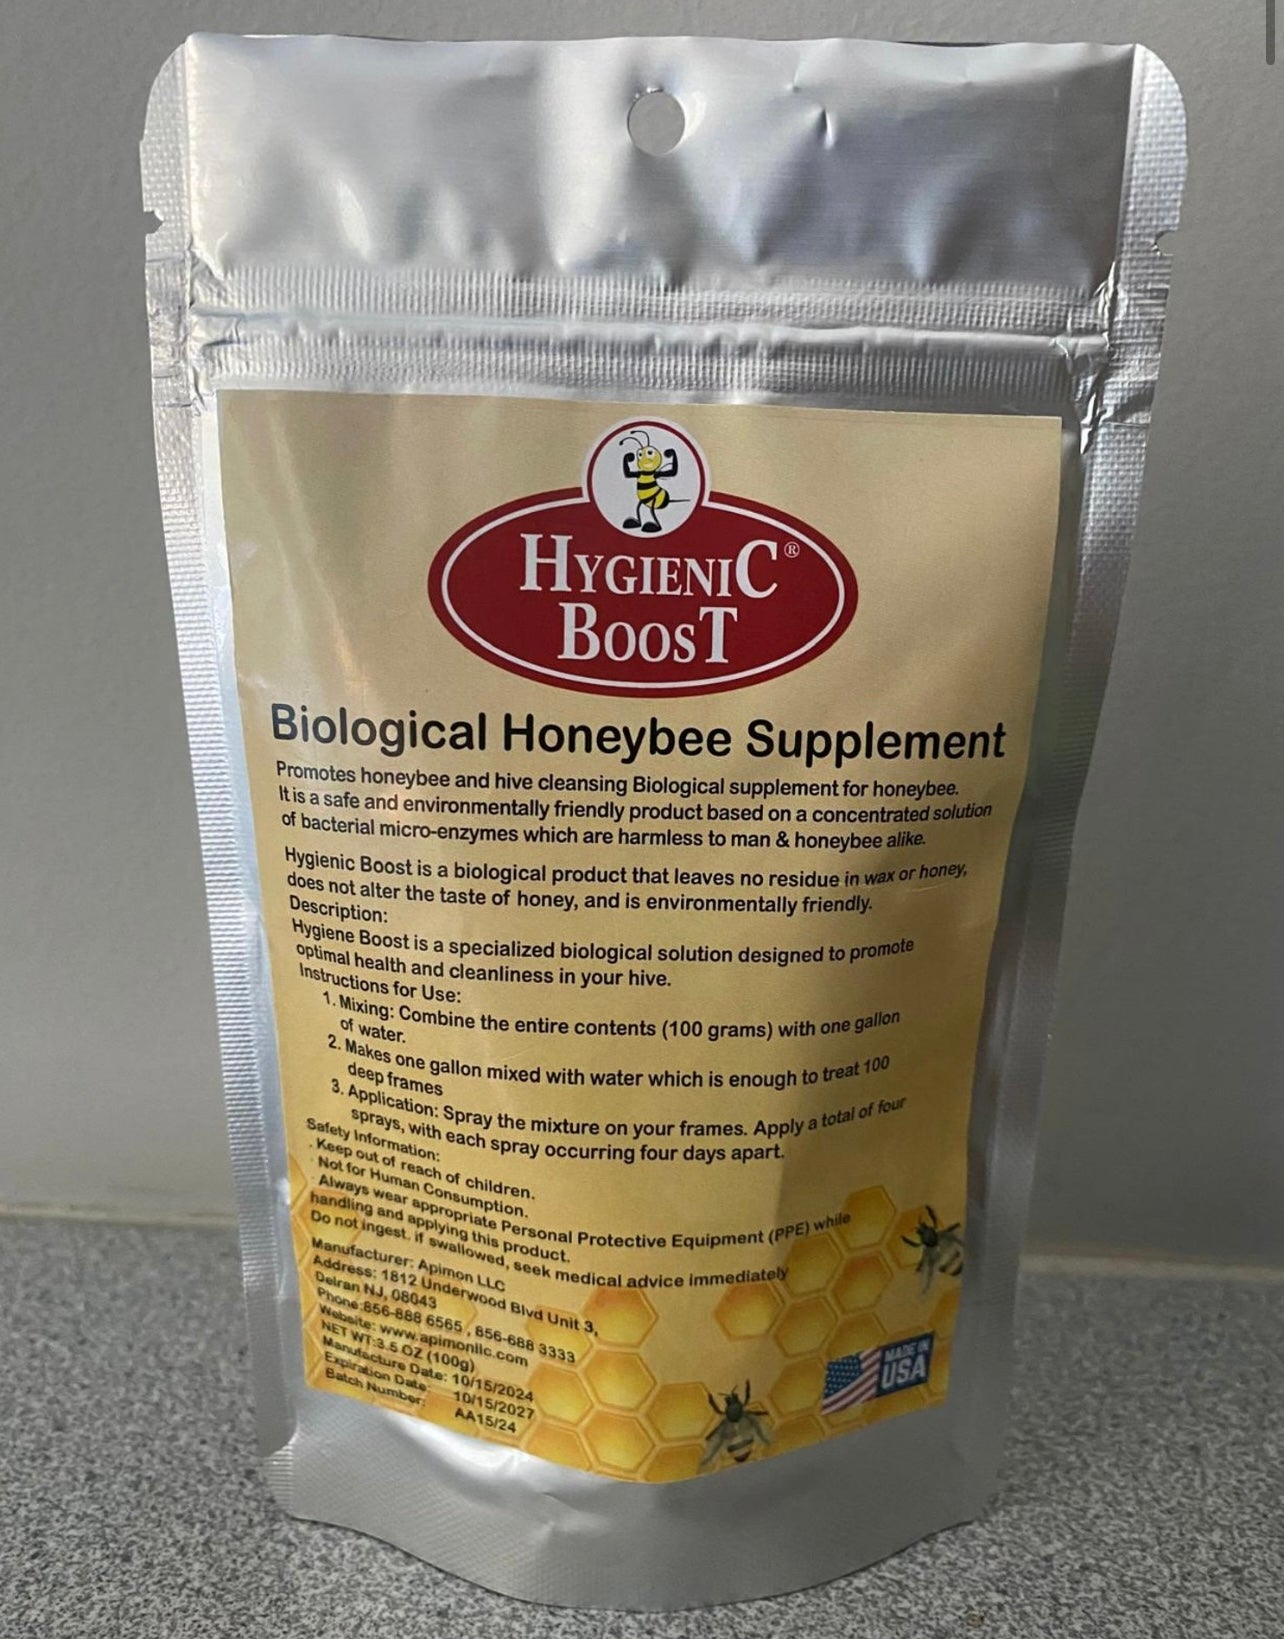 HYGIENIC®
BOOST
Biological Honeybee Supplement
Promotes honeybee and hive cleansing Biological supplement for honeybee.
It is a safe and environmentally friendly product based on a concentrated solution
of bacterial micro-enzymes which are harmless to man & honeybee alike.
Hygienic Boost is a biological product that leaves no residue in wax or honey,
does not alter the taste of honey, and is environmentally friendly.
Description:
Hygiene Boost is a specialized biological solution designed to promote
optimal health and cleanliness in your hive.
Instructions for Use:
1. Mixing: Combine the entire contents (100 grams) with one gallon
of water.
2. Makes one gallon mixed with water which is enough to treat 100
deep frames
3. Application: Spray the mixture on your frames. Apply a total of four
sprays, with each spray occurring four days apart.
Safety Information:
· Keep out of reach of children.
· Not for Human Consumption.
· Always wear appropriate Personal Protective Equipment (PPE) while
handling and applying this product.
Do not ingest. if swallowed, seek medical advice immediately
Manufacturer: Apimon LLC
Address: 1812 Underwood Blvd Unit 3,
Delran NJ, 08043
Phone:856-888 6565 , 856-688 3333
Website: www.apimonllc.com
NET WT:3.5 OZ (100g)
Manufacture Date: 10/15/2024
Expiration Date: 10/15/2027
Batch Number: AA15/24
MADE IN
USA